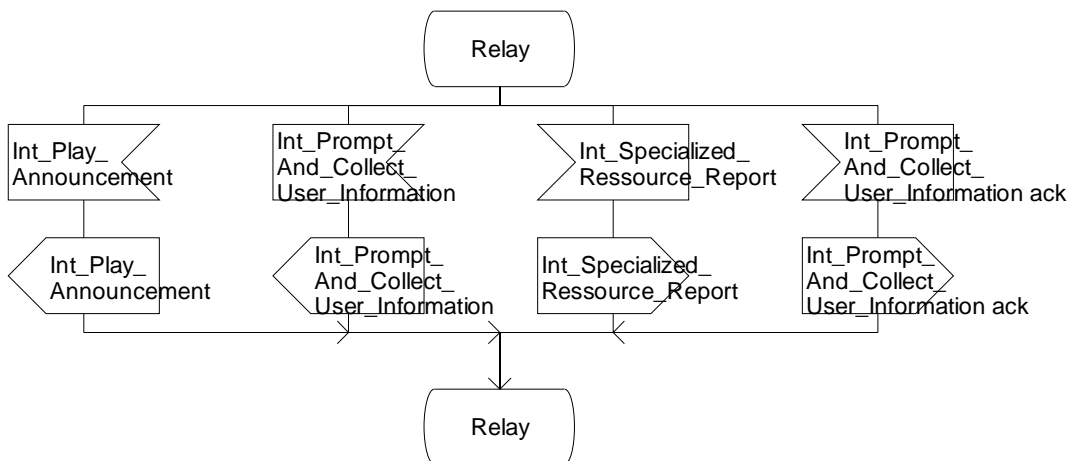 Relay
Int_Play_
Announcement
Int_Prompt_
And_Collect_
User_Information
Int_Specialized_
Ressource_Report
Int_Prompt_
And_Collect_
User_Information ack
Int_Play_
Announcement
Int_Prompt_
And_Collect_
User_Information
Int_Specialized_
Ressource_Report
Int_Prompt_
And_Collect_
User_Information ack
Relay